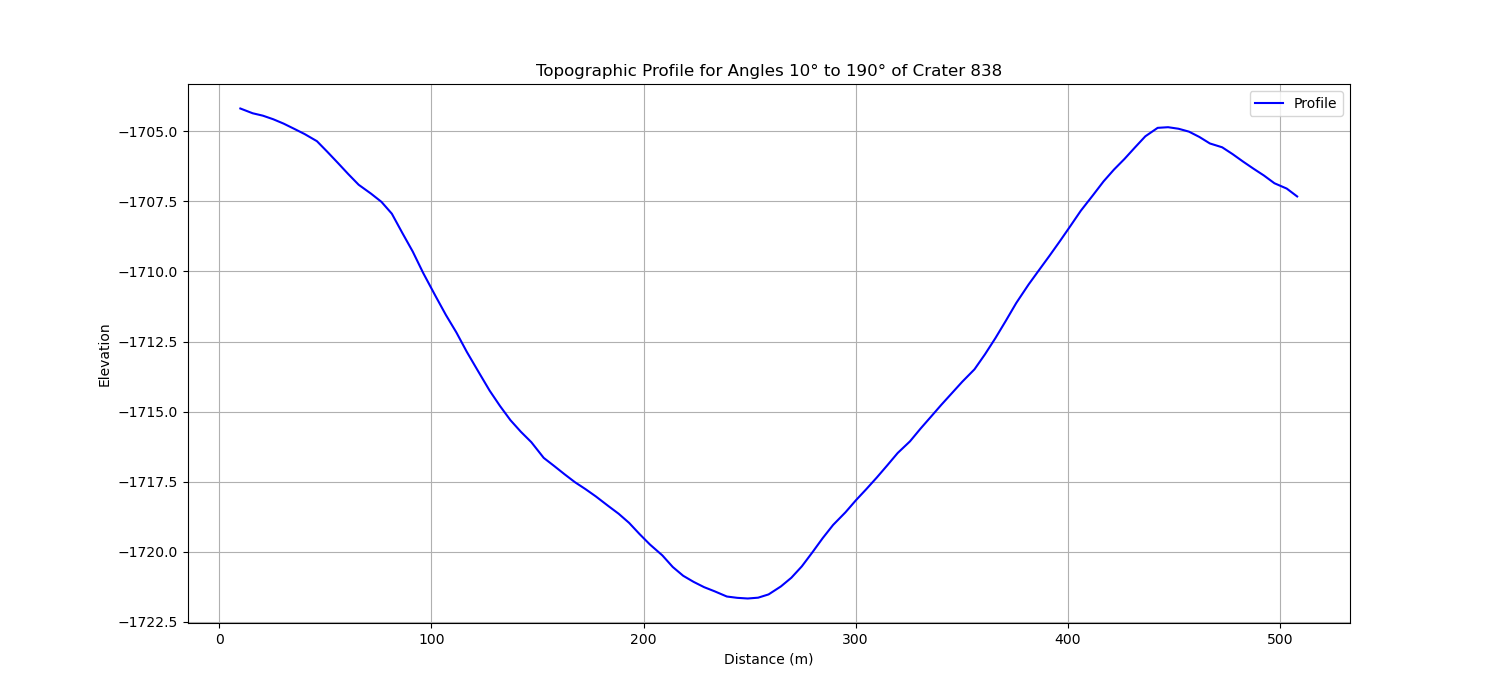 Topographic Profile for Angles 10° to 190° of Crater 838
Profile
−1705.0
−1707.5
−1710.0
−1712.5
−1715.0
−1717.5
−1720.0
−1722.5
Elevation
0 100 200 300 400 500
Distance (m)